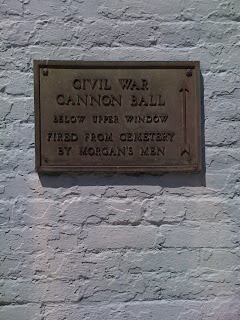 CIVIL WAR
CANNON BALL
BELOW UPPER WINDOW
FIRED FROM CEMETERY
BY MORGAN'S MEN